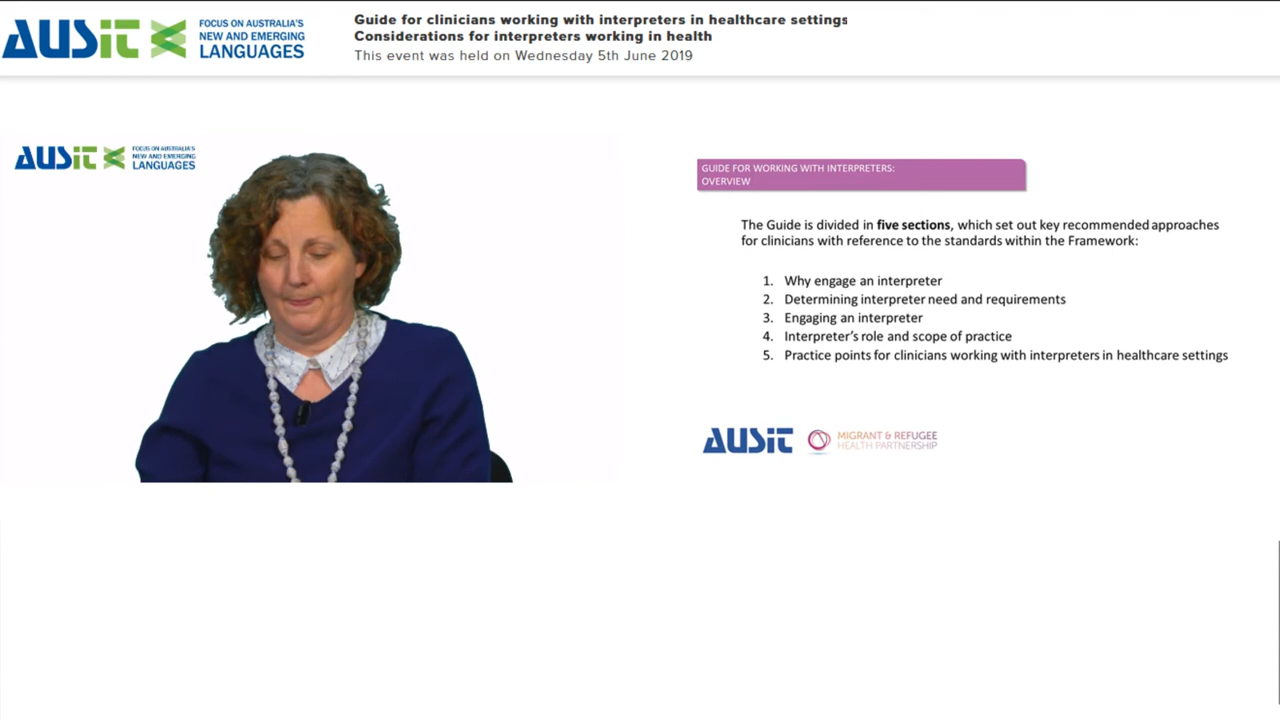 AUSiT
FOCUS ON AUSTRALIA'S
NEW AND EMERGING
LANGUAGES
Guide for clinicians working with interpreters in healthcare settings
Considerations for interpreters working in health
This event was held on Wednesday 5th June 2019
AUSiT
FOCUS ON AUSTRALIA'S
NEW AND EMERGING
LANGUAGES
GUIDE FOR WORKING WITH INTERPRETERS:
OVERVIEW
The Guide is divided in five sections, which set out key recommended approaches
for clinicians with reference to the standards within the Framework:
1. Why engage an interpreter
2. Determining interpreter need and requirements
3. Engaging an interpreter
4. Interpreter's role and scope of practice
5. Practice points for clinicians working with interpreters in healthcare settings
AUSiT
MIGRANT & REFUGEE
HEALTH PARTNERSHIP